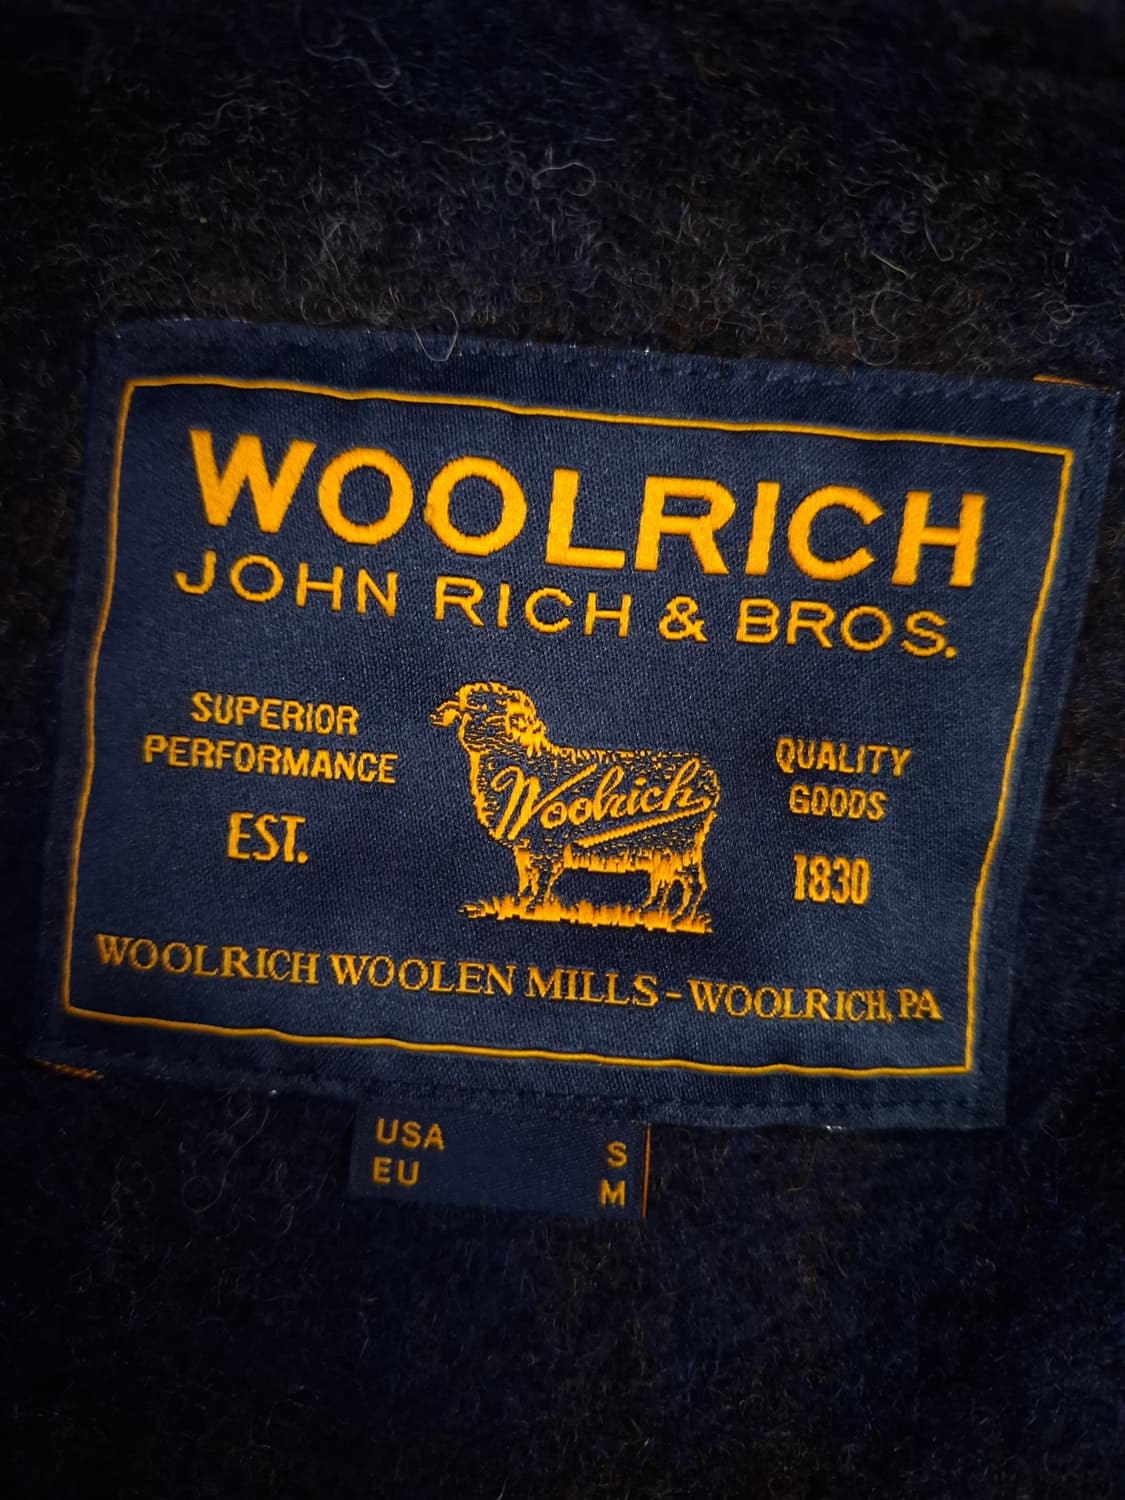 WOOLRICH
JOHN RICH & BROS.
SUPERIOR
PERFORMANCE
EST.
Woolrich
QUALITY
GOODS
1830
WOOLRICH WOOLEN MILLS - WOOLRICH, PA
USA S
EU M